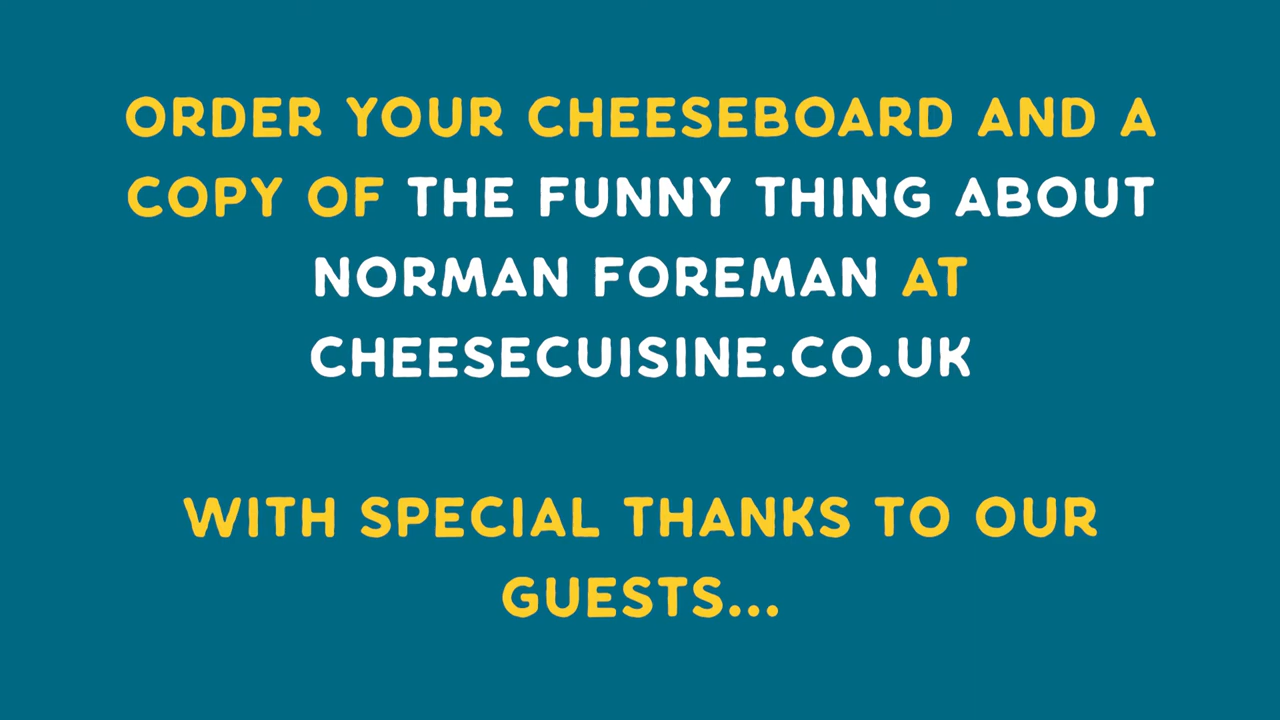 ORDER YOUR CHEESEBOARD AND A
COPY OF THE FUNNY THING ABOUT
NORMAN FOREMAN AT
CHEESECUISINE.CO.UK
WITH SPECIAL THANKS TO OUR
GUESTS...